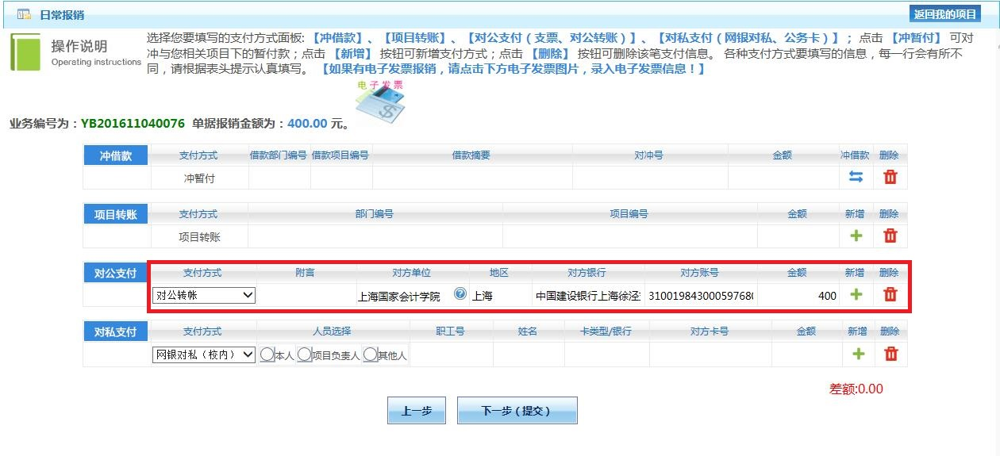 日常报销 返回我的项目
操作说明
Operating instructions
选择您要填写的支付方式面板:【冲借款】、【项目转账】、【对公支付（支票、对公转账）】、【对私支付（网银对私、公务卡）】； 点击 【冲暂付】 可对
冲与您相关项目下的暂付款；点击 【新增】 按钮可新增支付方式；点击 【删除】 按钮可删除该笔支付信息。 各种支付方式要填写的信息，每一行会有所不
同，请根据表头提示认真填写。 【如果有电子发票报销，请点击下方电子发票图片，录入电子发票信息！】
电子发票
业务编号为：YB201611040076 单据报销金额为：400.00 元。
冲借款 支付方式 借款部门编号 借款项目编号 借款摘要 对冲号 金额 冲借款 删除
冲暂付
项目转账 支付方式 部门编号 项目编号 金额 新增 删除
项目转账
对公支付 支付方式 附言 对方单位 地区 对方银行 对方账号 金额 新增 删除
对公转帐 上海国家会计学院 上海 中国建设银行上海徐泾 31001984300059768 400
对私支付 支付方式 人员选择 职工号 姓名 卡类型/银行 对方卡号 金额 新增 删除
网银对私（校内） 本人 项目负责人 其他人
差额:0.00
上一步 下一步（提交）